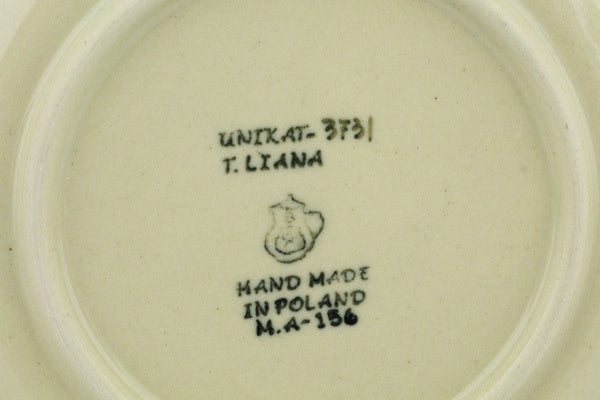 UNIKAT-3731
T. LIANA
HAND MADE
IN POLAND
M.A-156